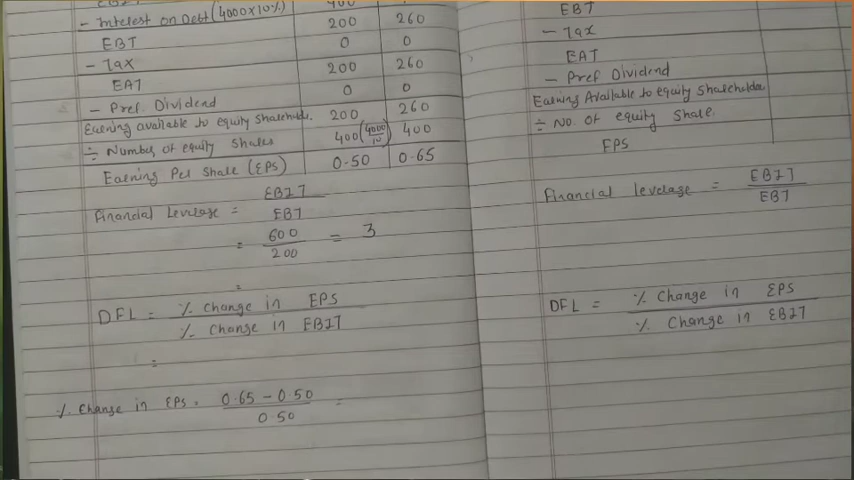 - Interest on Debt (4000x10%) 400
EBT 200 260
- Tax 0 0
EAT 200 260
- Pref. Dividend 0 0
Earning available to equity Shareholder. 200 260
÷ Number of equity Shares 400 (4000/10) 400
Earning Per Share (EPS) 0.50 0.65
Financial Leverage = EBIT / EBT
= 600 / 200 = 3
=
DFL = % Change in EPS / % Change in EBIT
=
% Change in EPS = 0.65 - 0.50 / 0.50 =
EBT
- Tax
EAT
- Pref Dividend
Earning Available to equity Shareholder
÷ No. of equity Share.
EPS
Financial leverage = EBIT / EBT
DFL = % Change in EPS / % Change in EBIT